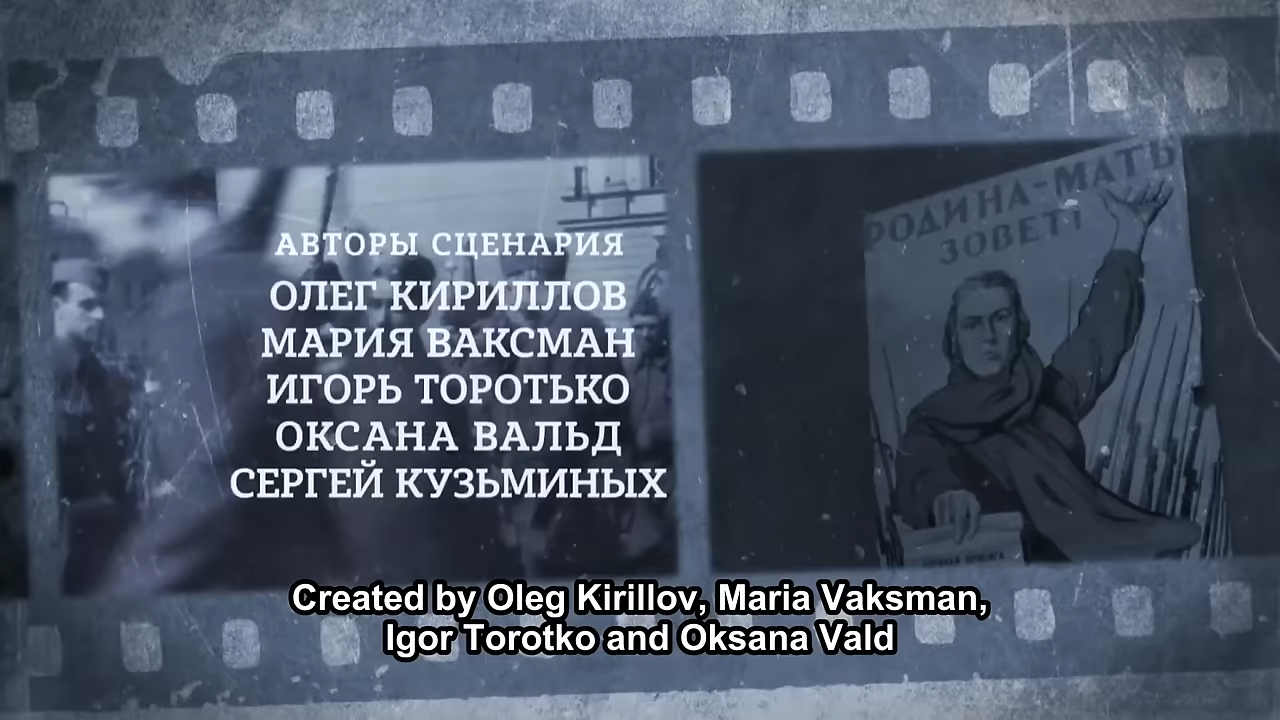 АВТОРЫ СЦЕНАРИЯ
ОЛЕГ КИРИЛЛОВ
МАРИЯ ВАКСМАН
ИГОРЬ ТОРОТЬКО
ОКСАНА ВАЛЬД
СЕРГЕЙ КУЗЬМИНЫХ
РОДИНА-МАТЬ
ЗОВЕТ!
Created by Oleg Kirillov, Maria Vaksman,
Igor Torotko and Oksana Vald